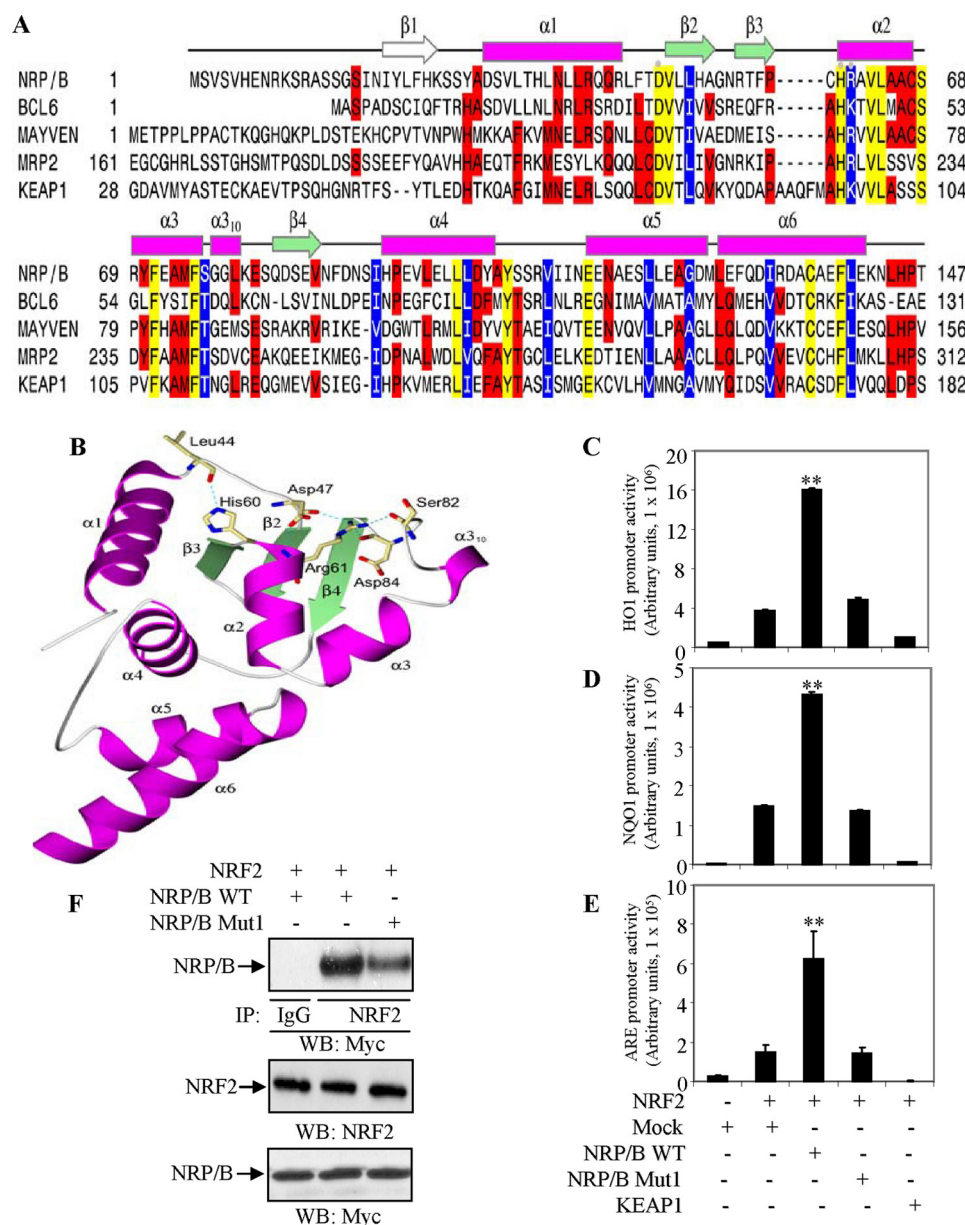 A
β1 α1 β2 β3 α2
NRP/B 1 MSVSVHENRKSRASSGSINIYLFHKSSYADSVLTHLNLLRQQRLFTDVLLHAGNRTFP-----CHRAVLAACS 68
BCL6 1 MASPADSCIQFTRHASDVLLNLNRLRSRDILTDVVIVVSREQFR-----AHKTVLMACS 53
MAYVEN 1 METPPLPPACTKQGHQKPLDSTEKHCPVTVNPWHMKKAFKVMNELRSQNLLCDVTIVAEDMEIS-----AHRVVLAACS 78
MRP2 161 EGCGHRLSSTGHSMTPQSDLDSSSSEEFYQAVHHAEQTFRKMESYLKQQQLCDVILIVGNRKIP-----AHRLVLSSVS 234
KEAP1 28 GDAVMYASTECKAEVTPSQHGNRTFS--YTLEDHTKQAFGIMNELRLSQQLCDVTLQVKYQDAPAAQFMAHKVVLASSS 104
α3 α3₁₀ β4 α4 α5 α6
NRP/B 69 RYFEAMFSGGLKESQDSEVNFDNSIHPEVLELLLDYAYSSRVIINEENAESLLEAGDMLEFQDIRDACAEFLEKNLHPT 147
BCL6 54 GLFYSIFTDQLKCN-LSVINLDPEINPEGFCILLDFMYTSRLNLREGNIMAVMATAMYLQMEHVVDTCRKFIKAS-EAE 131
MAYVEN 79 PYFHAMFTGEMSESRAKRVRIKE-VDGWTLRMLIDYVYTAEIQVTEENVQVLLPAAGLLQLQDVKKTCCEFLESQLHPV 156
MRP2 235 DYFAAMFTSDVCEAKQEEIKMEG-IDPNALWDLVQFAYTGCLELKEDTIENLLAAACLLQLPQVVEVCCHFLMKLLHPS 312
KEAP1 105 PVFKAMFTNGLREQGMEVVSIEG-IHPKVMERLIEFAYTASISMGEKCVLHVMNGAVMYQIDSVVRACSDFLVQQLDPS 182
B
Leu44
His60
Asp47
Ser82
Arg61
Asp84
α1
β3
β2
β4
α3₁₀
α2
α3
α4
α5
α6
C
HO1 promoter activity
(Arbitrary units, 1 x 10⁶)
20
16
12
8
4
0
**
D
NQO1 promoter activity
(Arbitrary units, 1 x 10⁶)
5
4
3
2
1
0
**
E
ARE promoter activity
(Arbitrary units, 1 x 10⁵)
10
8
6
4
2
0
**
NRF2 - + + + +
Mock + + - - -
NRP/B WT - - + - -
NRP/B Mut1 - - - + -
KEAP1 - - - - +
F
NRF2 + + +
NRP/B WT + + -
NRP/B Mut1 - - +
NRP/B
IP: IgG NRF2
WB: Myc
NRF2
WB: NRF2
NRP/B
WB: Myc